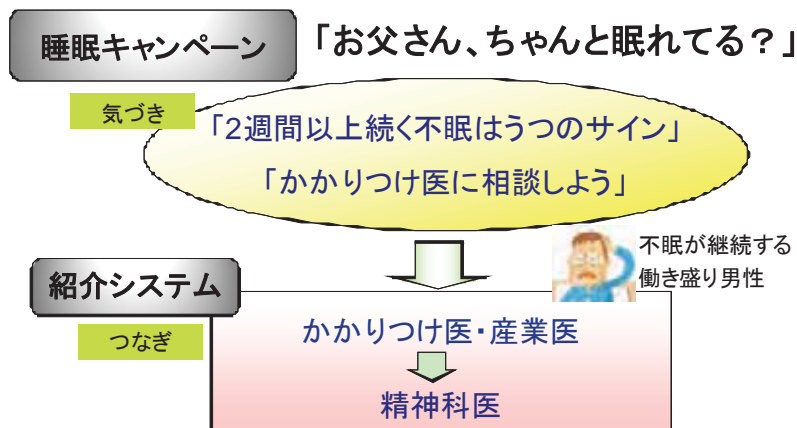 睡眠キャンペーン
「お父さん、ちゃんと眠れてる?」
気づき
「2週間以上続く不眠はうつのサイン」
「かかりつけ医に相談しよう」
不眠が継続する
働き盛り男性
紹介システム
つなぎ
かかりつけ医・産業医
精神科医